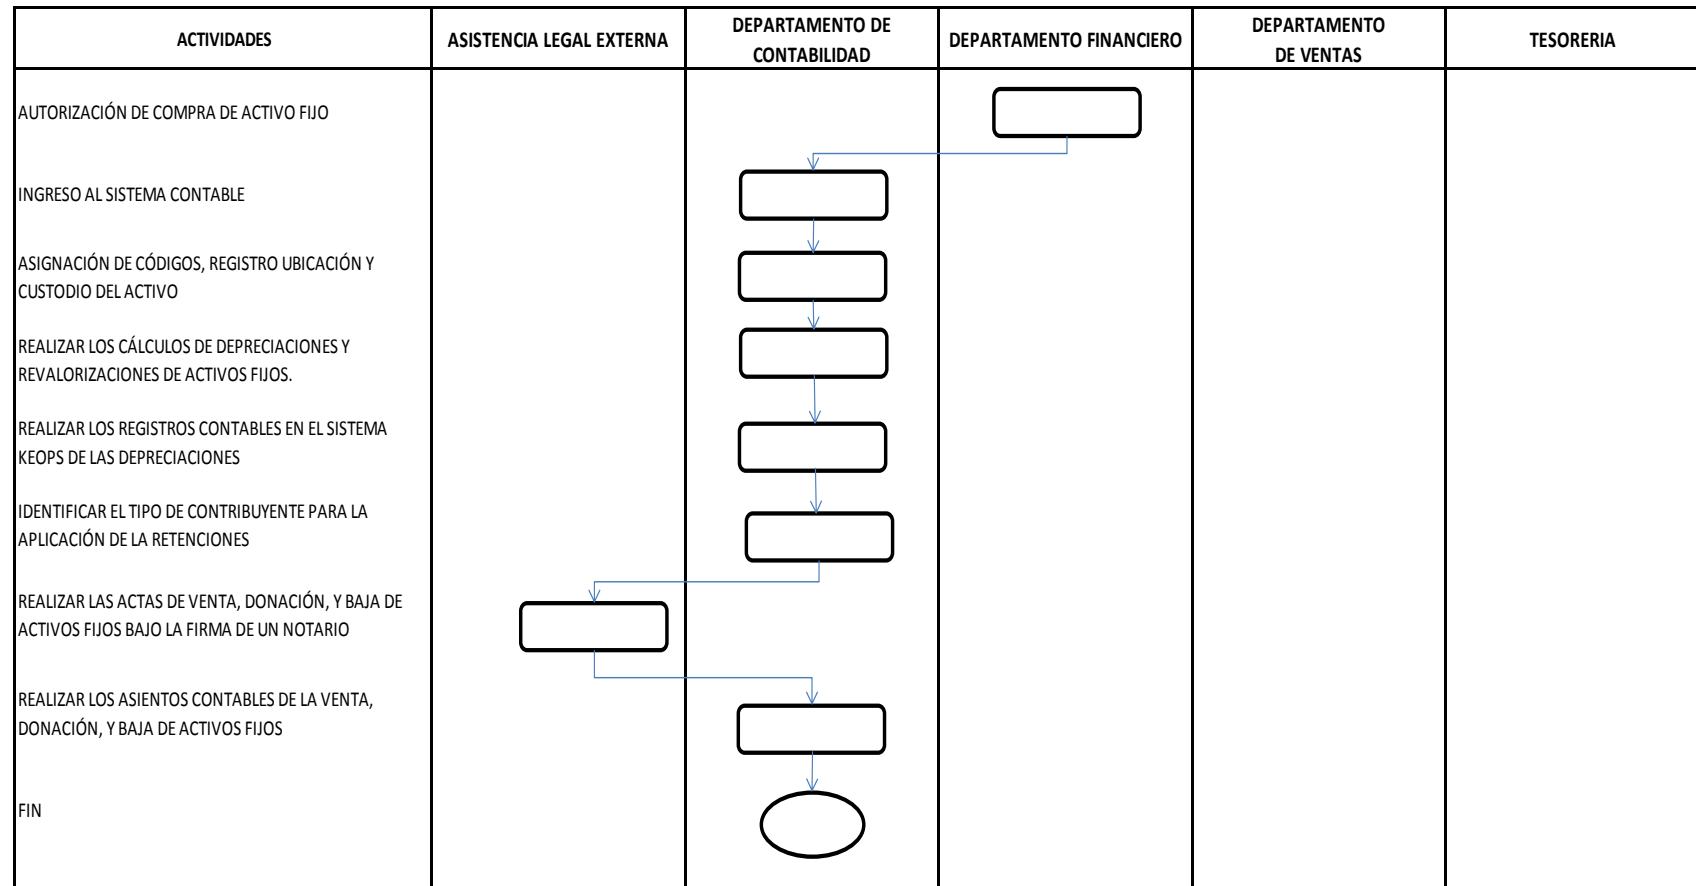 ACTIVIDADES
ASISTENCIA LEGAL EXTERNA
DEPARTAMENTO DE
CONTABILIDAD
DEPARTAMENTO FINANCIERO
DEPARTAMENTO
DE VENTAS
TESORERIA
AUTORIZACIÓN DE COMPRA DE ACTIVO FIJO
INGRESO AL SISTEMA CONTABLE
ASIGNACIÓN DE CÓDIGOS, REGISTRO UBICACIÓN Y
CUSTODIO DEL ACTIVO
REALIZAR LOS CÁLCULOS DE DEPRECIACIONES Y
REVALORIZACIONES DE ACTIVOS FIJOS.
REALIZAR LOS REGISTROS CONTABLES EN EL SISTEMA
KEOPS DE LAS DEPRECIACIONES
IDENTIFICAR EL TIPO DE CONTRIBUYENTE PARA LA
APLICACIÓN DE LA RETENCIONES
REALIZAR LAS ACTAS DE VENTA, DONACIÓN, Y BAJA DE
ACTIVOS FIJOS BAJO LA FIRMA DE UN NOTARIO
REALIZAR LOS ASIENTOS CONTABLES DE LA VENTA,
DONACIÓN, Y BAJA DE ACTIVOS FIJOS
FIN